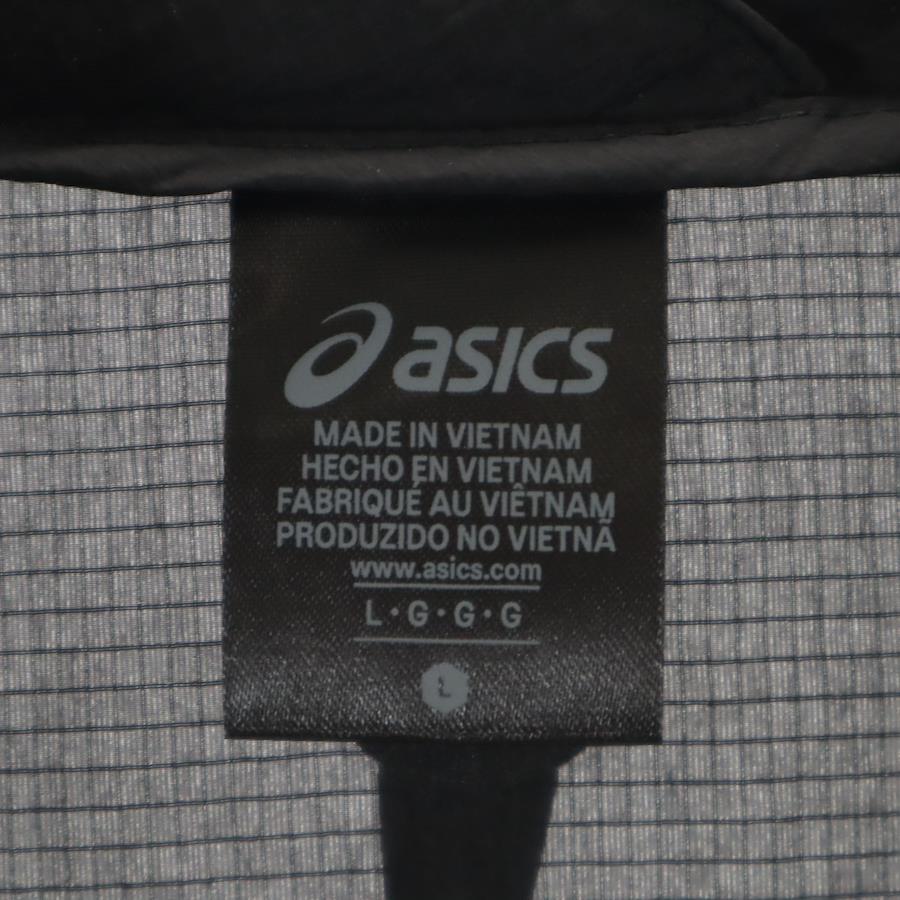 asics
MADE IN VIETNAM
HECHO EN VIETNAM
FABRIQUÉ AU VIÊTNAM
PRODUZIDO NO VIETNÃ
www.asics.com
L·G·G·G
L